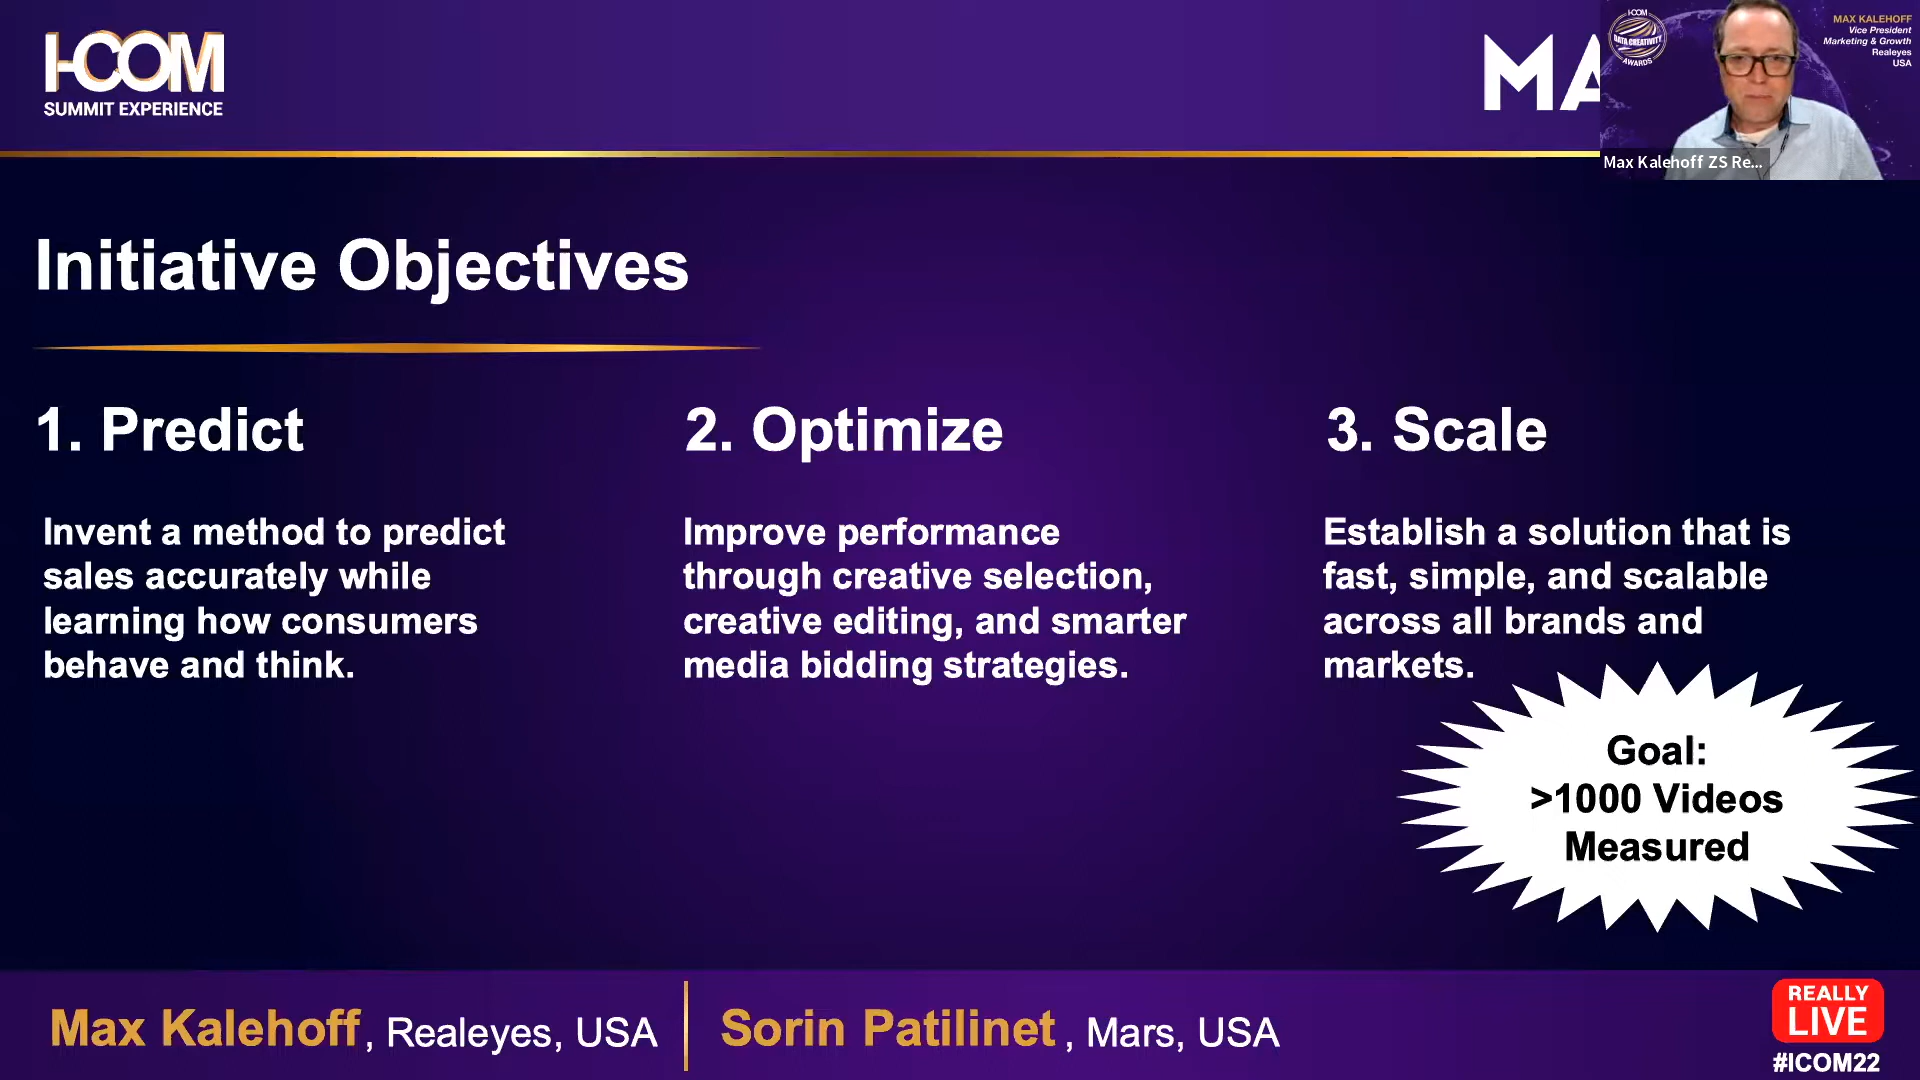 I-COM
SUMMIT EXPERIENCE
MA
I-COM
DATA CREATIVITY
AWARDS
MAX KALEHOFF
Vice President
Marketing & Growth
Realeyes
USA
Max Kalehoff ZS Re...
Initiative Objectives
1. Predict
Invent a method to predict
sales accurately while
learning how consumers
behave and think.
2. Optimize
Improve performance
through creative selection,
creative editing, and smarter
media bidding strategies.
3. Scale
Establish a solution that is
fast, simple, and scalable
across all brands and
markets.
Goal:
>1000 Videos
Measured
Max Kalehoff, Realeyes, USA
Sorin Patilinet, Mars, USA
REALLY
LIVE
#ICOM22